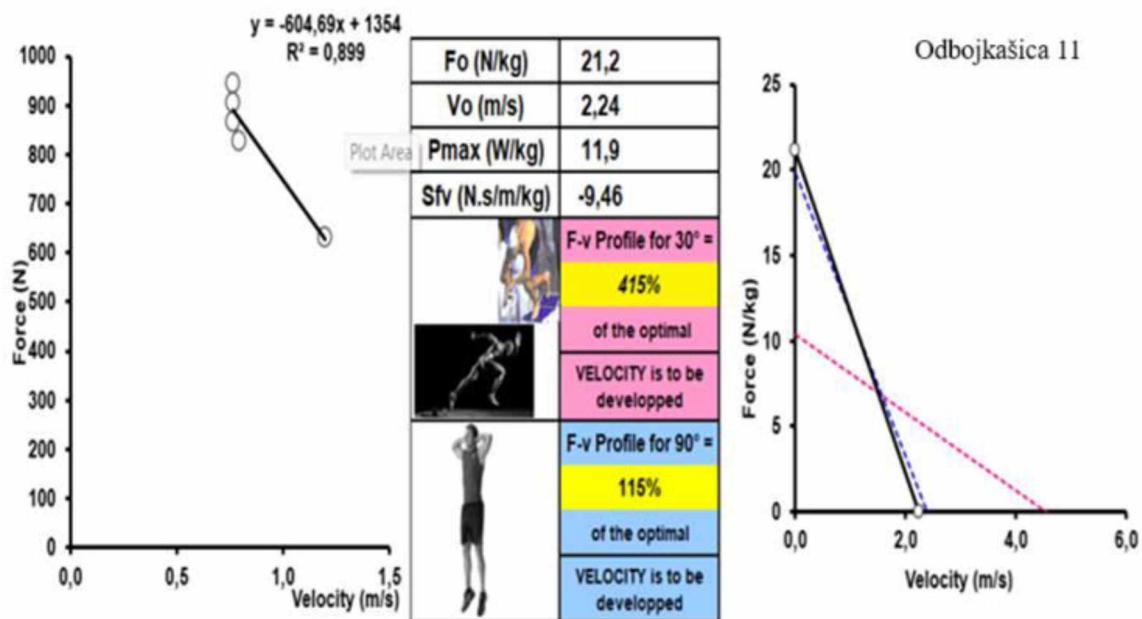 y = -604,69x + 1354
R² = 0,899
1000
900
800
700
600
500
400
300
200
100
0
Force (N)
0,0
0,5
1,0
1,5
Velocity (m/s)
Plot Area
Fo (N/kg) 21,2
Vo (m/s) 2,24
Pmax (W/kg) 11,9
Sfv (N.s/m/kg) -9,46
F-v Profile for 30° =
415%
of the optimal
VELOCITY is to be
developped
F-v Profile for 90° =
115%
of the optimal
VELOCITY is to be
developped
Odbojkašica 11
25
20
15
10
5
0
Force (N/kg)
0,0
2,0
4,0
6,0
Velocity (m/s)